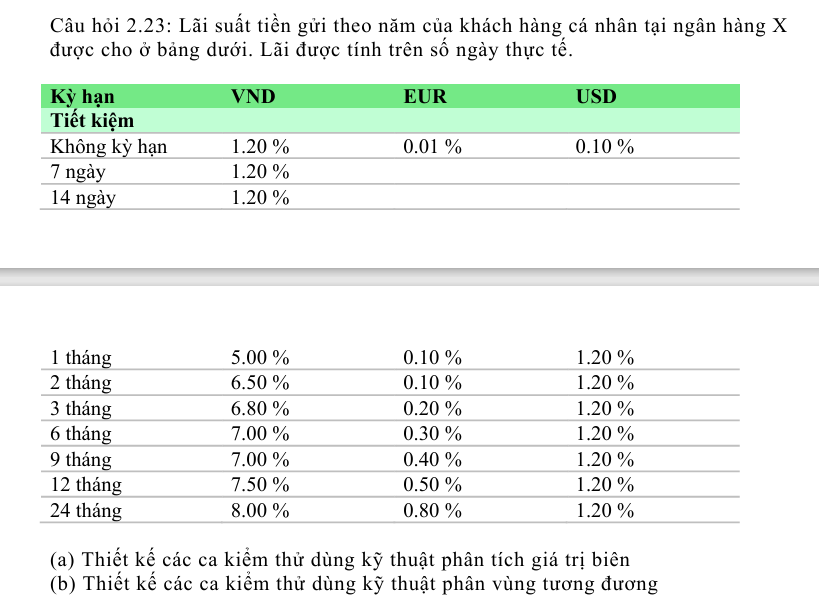 Câu hỏi 2.23: Lãi suất tiền gửi theo năm của khách hàng cá nhân tại ngân hàng X
được cho ở bảng dưới. Lãi được tính trên số ngày thực tế.
Kỳ hạn VND EUR USD
Tiết kiệm
Không kỳ hạn 1.20 % 0.01 % 0.10 %
7 ngày 1.20 %
14 ngày 1.20 %
1 tháng 5.00 % 0.10 % 1.20 %
2 tháng 6.50 % 0.10 % 1.20 %
3 tháng 6.80 % 0.20 % 1.20 %
6 tháng 7.00 % 0.30 % 1.20 %
9 tháng 7.00 % 0.40 % 1.20 %
12 tháng 7.50 % 0.50 % 1.20 %
24 tháng 8.00 % 0.80 % 1.20 %
(a) Thiết kế các ca kiểm thử dùng kỹ thuật phân tích giá trị biên
(b) Thiết kế các ca kiểm thử dùng kỹ thuật phân vùng tương đương